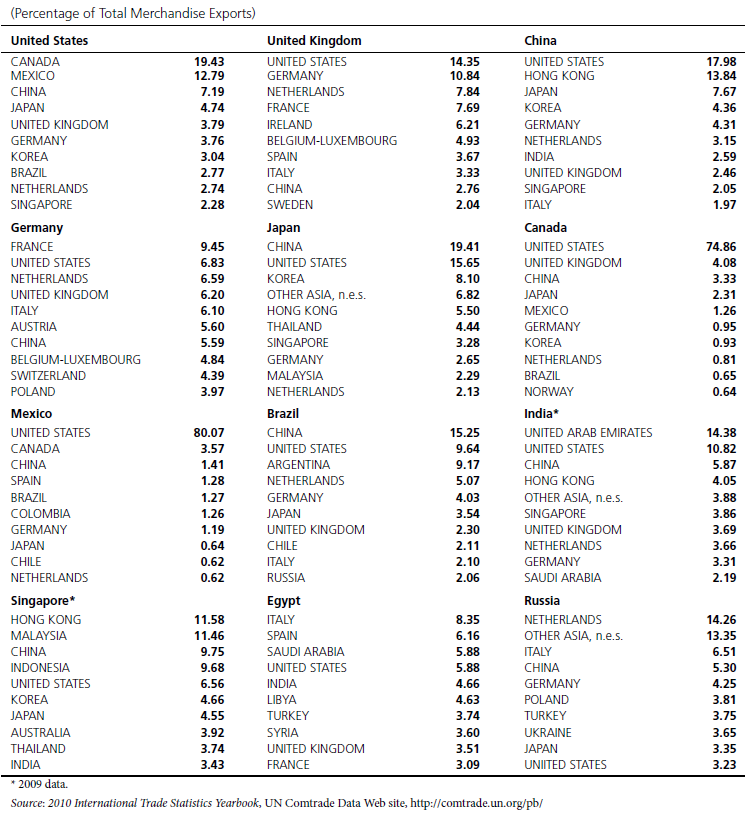 (Percentage of Total Merchandise Exports)
United States United Kingdom China
CANADA 19.43 UNITED STATES 14.35 UNITED STATES 17.98
MEXICO 12.79 GERMANY 10.84 HONG KONG 13.84
CHINA 7.19 NETHERLANDS 7.84 JAPAN 7.67
JAPAN 4.74 FRANCE 7.69 KOREA 4.36
UNITED KINGDOM 3.79 IRELAND 6.21 GERMANY 4.31
GERMANY 3.76 BELGIUM-LUXEMBOURG 4.93 NETHERLANDS 3.15
KOREA 3.04 SPAIN 3.67 INDIA 2.59
BRAZIL 2.77 ITALY 3.33 UNITED KINGDOM 2.46
NETHERLANDS 2.74 CHINA 2.76 SINGAPORE 2.05
SINGAPORE 2.28 SWEDEN 2.04 ITALY 1.97
Germany Japan Canada
FRANCE 9.45 CHINA 19.41 UNITED STATES 74.86
UNITED STATES 6.83 UNITED STATES 15.65 UNITED KINGDOM 4.08
NETHERLANDS 6.59 KOREA 8.10 CHINA 3.33
UNITED KINGDOM 6.20 OTHER ASIA, n.e.s. 6.82 JAPAN 2.31
ITALY 6.10 HONG KONG 5.50 MEXICO 1.26
AUSTRIA 5.60 THAILAND 4.44 GERMANY 0.95
CHINA 5.59 SINGAPORE 3.28 KOREA 0.93
BELGIUM-LUXEMBOURG 4.84 GERMANY 2.65 NETHERLANDS 0.81
SWITZERLAND 4.39 MALAYSIA 2.29 BRAZIL 0.65
POLAND 3.97 NETHERLANDS 2.13 NORWAY 0.64
Mexico Brazil India*
UNITED STATES 80.07 CHINA 15.25 UNITED ARAB EMIRATES 14.38
CANADA 3.57 UNITED STATES 9.64 UNITED STATES 10.82
CHINA 1.41 ARGENTINA 9.17 CHINA 5.87
SPAIN 1.28 NETHERLANDS 5.07 HONG KONG 4.05
BRAZIL 1.27 GERMANY 4.03 OTHER ASIA, n.e.s. 3.88
COLOMBIA 1.26 JAPAN 3.54 SINGAPORE 3.86
GERMANY 1.19 UNITED KINGDOM 2.30 UNITED KINGDOM 3.69
JAPAN 0.64 CHILE 2.11 NETHERLANDS 3.66
CHILE 0.62 ITALY 2.10 GERMANY 3.31
NETHERLANDS 0.62 RUSSIA 2.06 SAUDI ARABIA 2.19
Singapore* Egypt Russia
HONG KONG 11.58 ITALY 8.35 NETHERLANDS 14.26
MALAYSIA 11.46 SPAIN 6.16 OTHER ASIA, n.e.s. 13.35
CHINA 9.75 SAUDI ARABIA 5.88 ITALY 6.51
INDONESIA 9.68 UNITED STATES 5.88 CHINA 5.30
UNITED STATES 6.56 INDIA 4.66 GERMANY 4.25
KOREA 4.66 LIBYA 4.63 POLAND 3.81
JAPAN 4.55 TURKEY 3.74 TURKEY 3.75
AUSTRALIA 3.92 SYRIA 3.60 UKRAINE 3.65
THAILAND 3.74 UNITED KINGDOM 3.51 JAPAN 3.35
INDIA 3.43 FRANCE 3.09 UNIITED STATES 3.23
* 2009 data.
Source: 2010 International Trade Statistics Yearbook, UN Comtrade Data Web site, http://comtrade.un.org/pb/